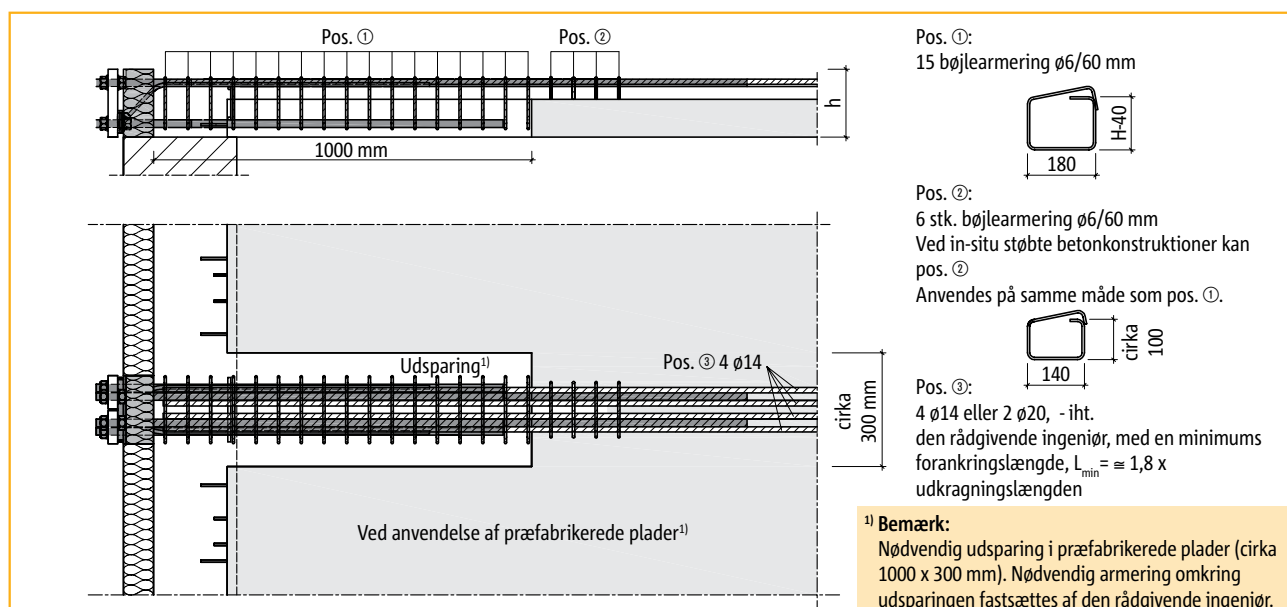 Pos. ①
Pos. ②
h
1000 mm
Udsparing¹⁾
Pos. ③ 4 ø14
cirka
300 mm
Ved anvendelse af præfabrikerede plader¹⁾
Pos. ①:
15 bøjlearmering ø6/60 mm
H-40
180
Pos. ②:
6 stk. bøjlearmering ø6/60 mm
Ved in-situ støbte betonkonstruktioner kan
pos. ②
Anvendes på samme måde som pos. ①.
cirka
100
140
Pos. ③:
4 ø14 eller 2 ø20, - iht.
den rådgivende ingeniør, med en minimums
forankringslængde, Lmin= ≅ 1,8 x
udkragningslængden
¹⁾ Bemærk:
Nødvendig udsparing i præfabrikerede plader (cirka
1000 x 300 mm). Nødvendig armering omkring
udsparingen fastsættes af den rådgivende ingeniør.